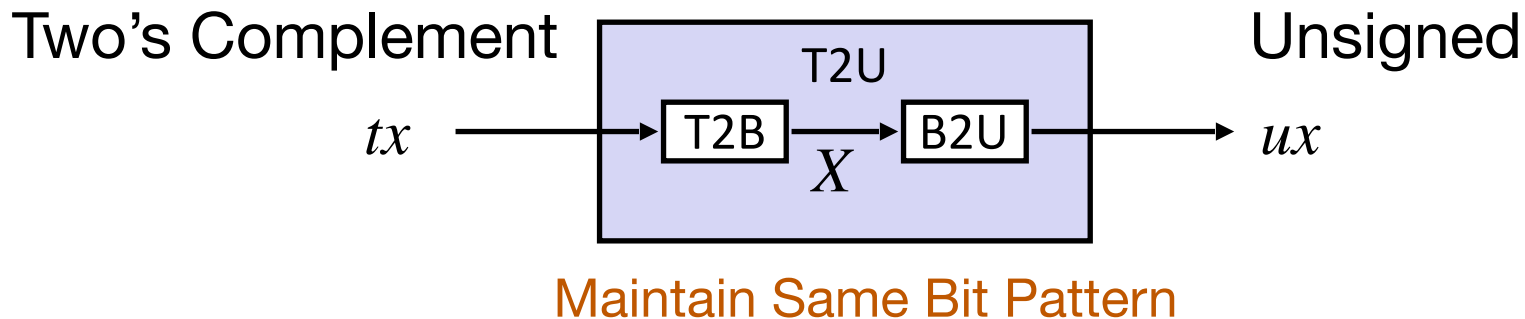 Two's Complement
Unsigned
T2U
tx
T2B
X
B2U
ux
Maintain Same Bit Pattern